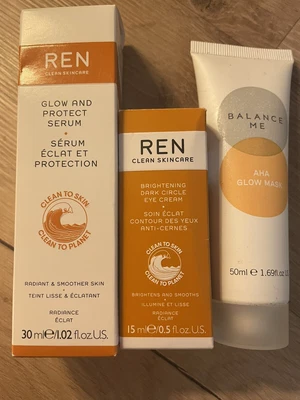 REN
CLEAN SKINCARE
GLOW AND
PROTECT
SERUM
+
SÉRUM
ÉCLAT ET
PROTECTION
CLEAN TO SKIN
CLEAN TO PLANET
RADIANT & SMOOTHER SKIN
+
TEINT LISSE & ÉCLATANT
RADIANCE
ÉCLAT
30 ml℮/1.02 fl.oz.U.S.
REN
CLEAN SKINCARE
BRIGHTENING
DARK CIRCLE
EYE CREAM
+
SOIN ÉCLAT
CONTOUR DES YEUX
ANTI-CERNES
CLEAN TO SKIN
CLEAN TO PLANET
BRIGHTENS AND SMOOTHS
+
ILLUMINE ET LISSE
RADIANCE
ÉCLAT
15 ml℮/0.5 fl.oz.U.S.
BALANCE
ME
AHA
GLOW MASK
50ml ℮ 1.69fl.oz